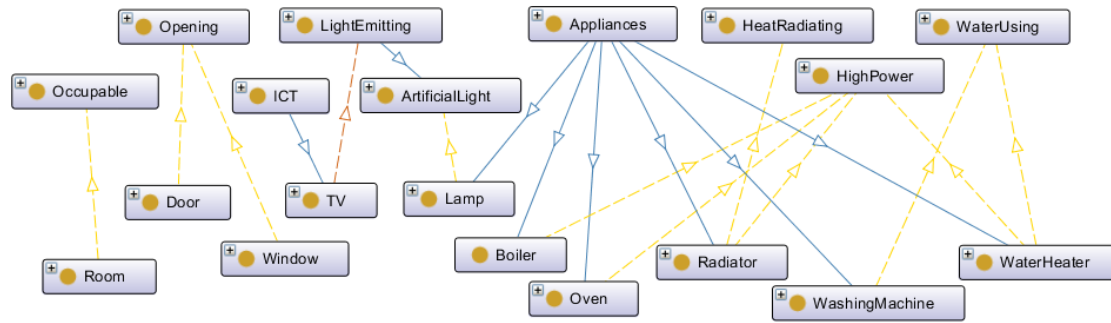 Opening
LightEmitting
Appliances
HeatRadiating
WaterUsing
Occupable
ICT
ArtificialLight
HighPower
Door
TV
Lamp
Room
Window
Boiler
Radiator
WaterHeater
Oven
WashingMachine